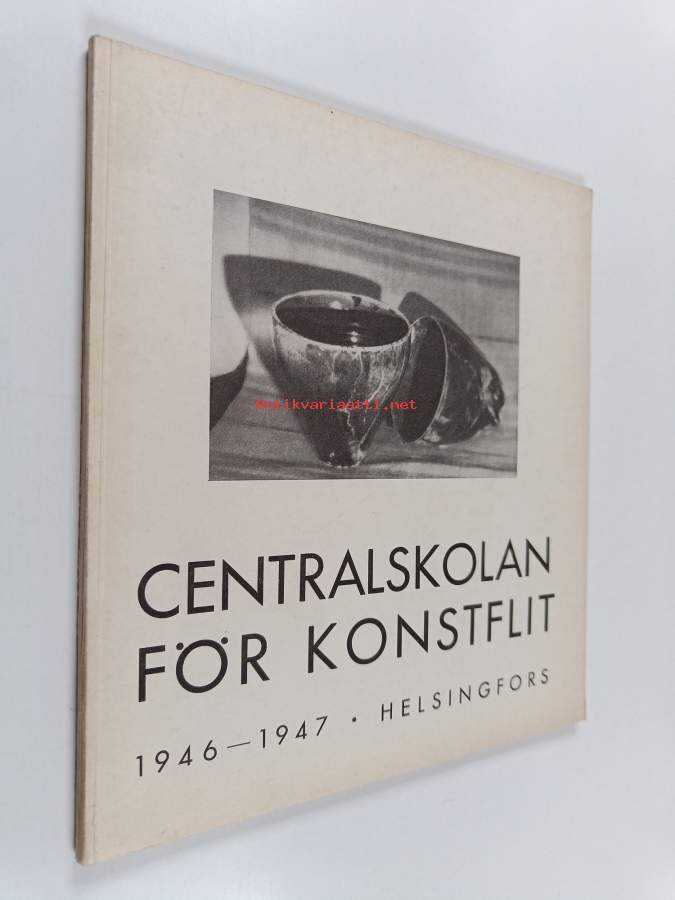 Antikvariaatti.net
CENTRALSKOLAN
FÖR KONSTFLIT
1946—1947 • HELSINGFORS